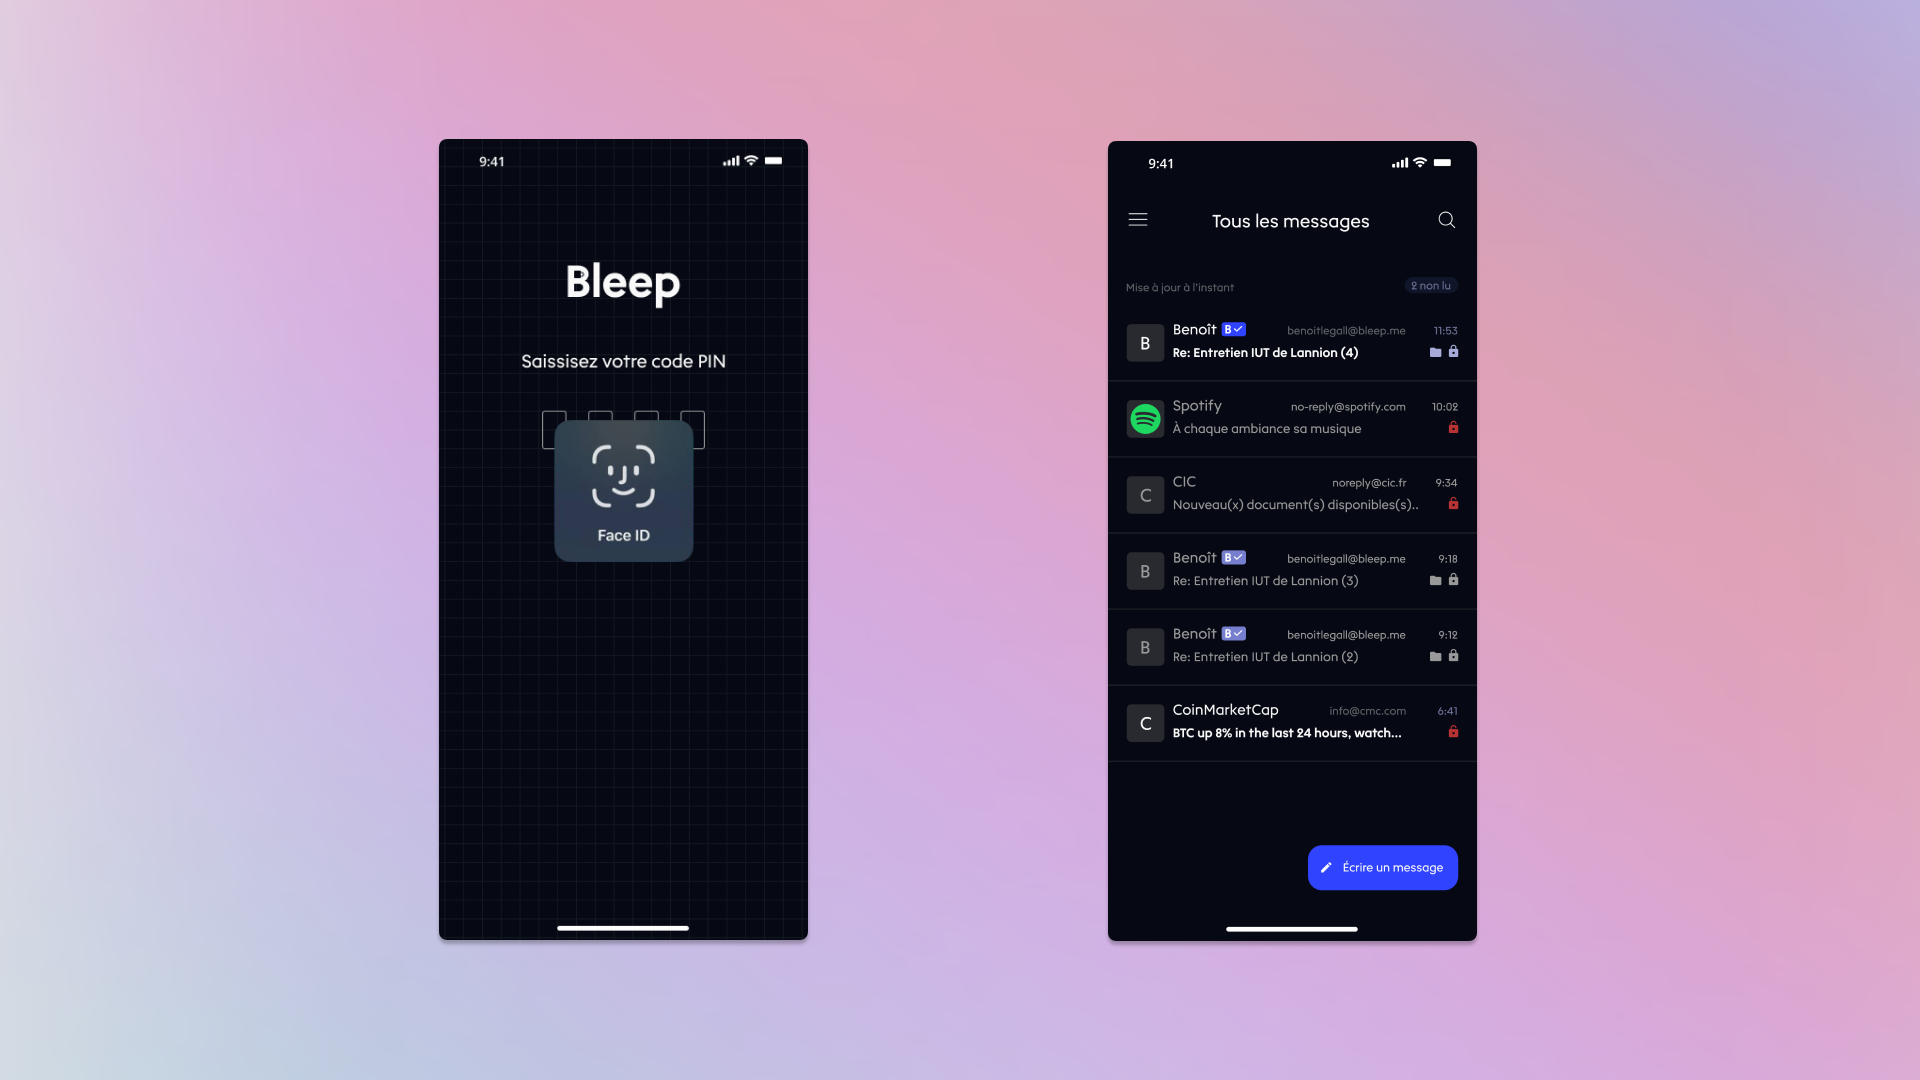 9:41
Bleep
Saissisez votre code PIN
Face ID
9:41
Tous les messages
Mise à jour à l'instant
2 non lu
B
Benoît B benoitlegall@bleep.me 11:53
Re: Entretien IUT de Lannion (4)
Spotify no-reply@spotify.com 10:02
À chaque ambiance sa musique
C
CIC noreply@cic.fr 9:34
Nouveau(x) document(s) disponibles(s)..
B
Benoît B benoitlegall@bleep.me 9:18
Re: Entretien IUT de Lannion (3)
B
Benoît B benoitlegall@bleep.me 9:12
Re: Entretien IUT de Lannion (2)
C
CoinMarketCap info@cmc.com 6:41
BTC up 8% in the last 24 hours, watch...
Écrire un message